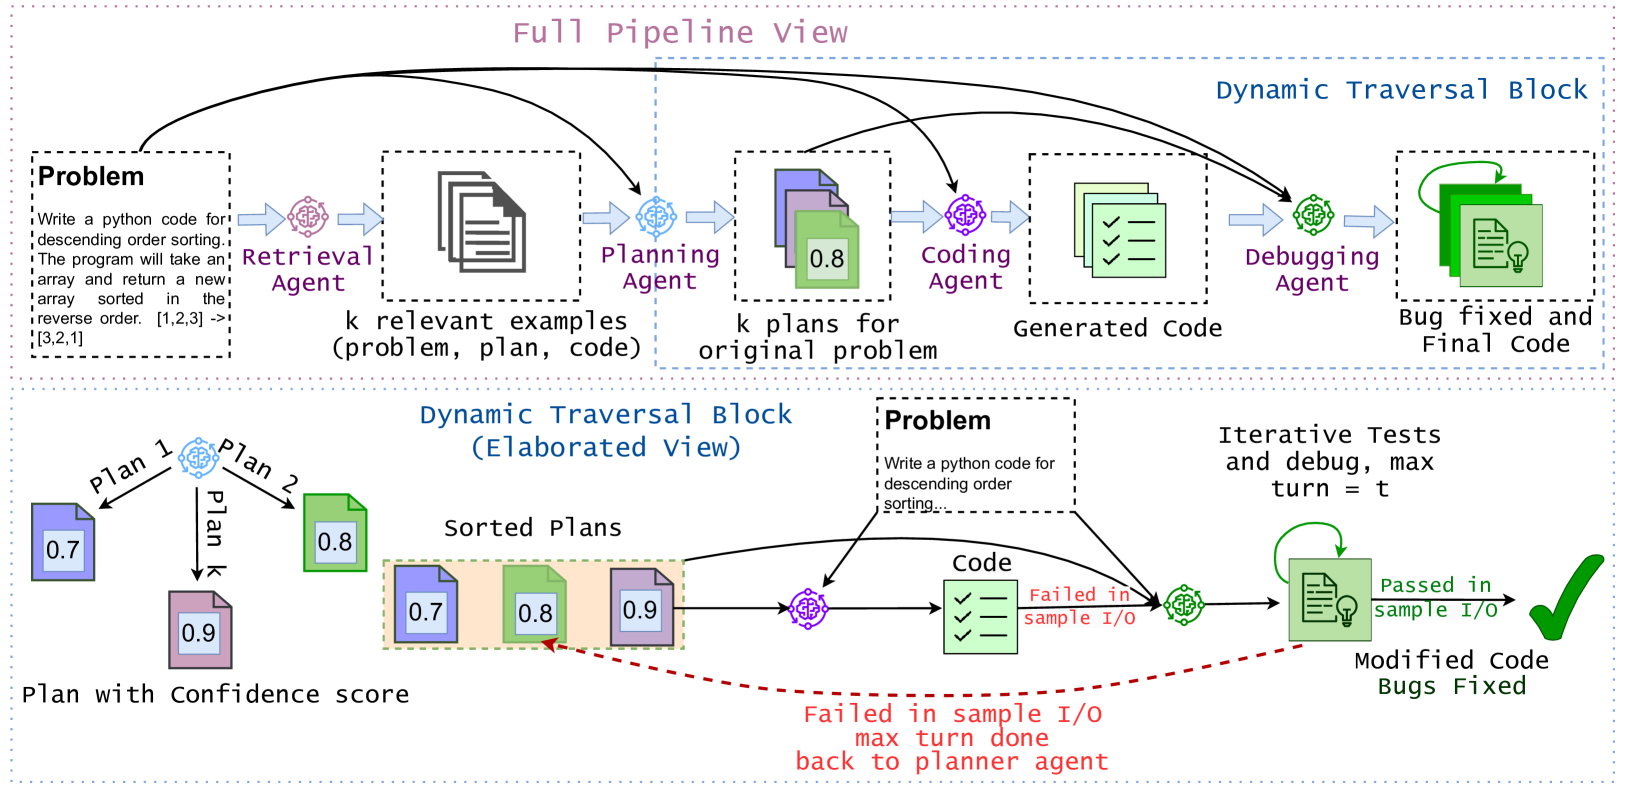 Full Pipeline View
Dynamic Traversal Block
Problem
Write a python code for
descending order sorting.
The program will take an
array and return a new
array sorted in the
reverse order. [1,2,3] ->
[3,2,1]
Retrieval
Agent
k relevant examples
(problem, plan, code)
Planning
Agent
0.8
k plans for
original problem
Coding
Agent
Generated Code
Debugging
Agent
Bug fixed and
Final Code
Dynamic Traversal Block
(Elaborated View)
Plan 1
Plan 2
Plan k
0.7
0.8
0.9
Plan with Confidence score
Sorted Plans
0.7
0.8
0.9
Problem
Write a python code for
descending order
sorting...
Code
Failed in
sample I/O
Iterative Tests
and debug, max
turn = t
Passed in
sample I/O
Modified Code
Bugs Fixed
Failed in sample I/O
max turn done
back to planner agent